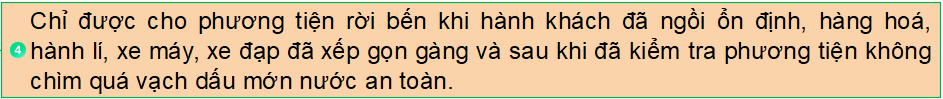 Chỉ được cho phương tiện rời bến khi hành khách đã ngồi ổn định, hàng hoá,
4 hành lí, xe máy, xe đạp đã xếp gọn gàng và sau khi đã kiểm tra phương tiện không
chìm quá vạch dấu mớn nước an toàn.